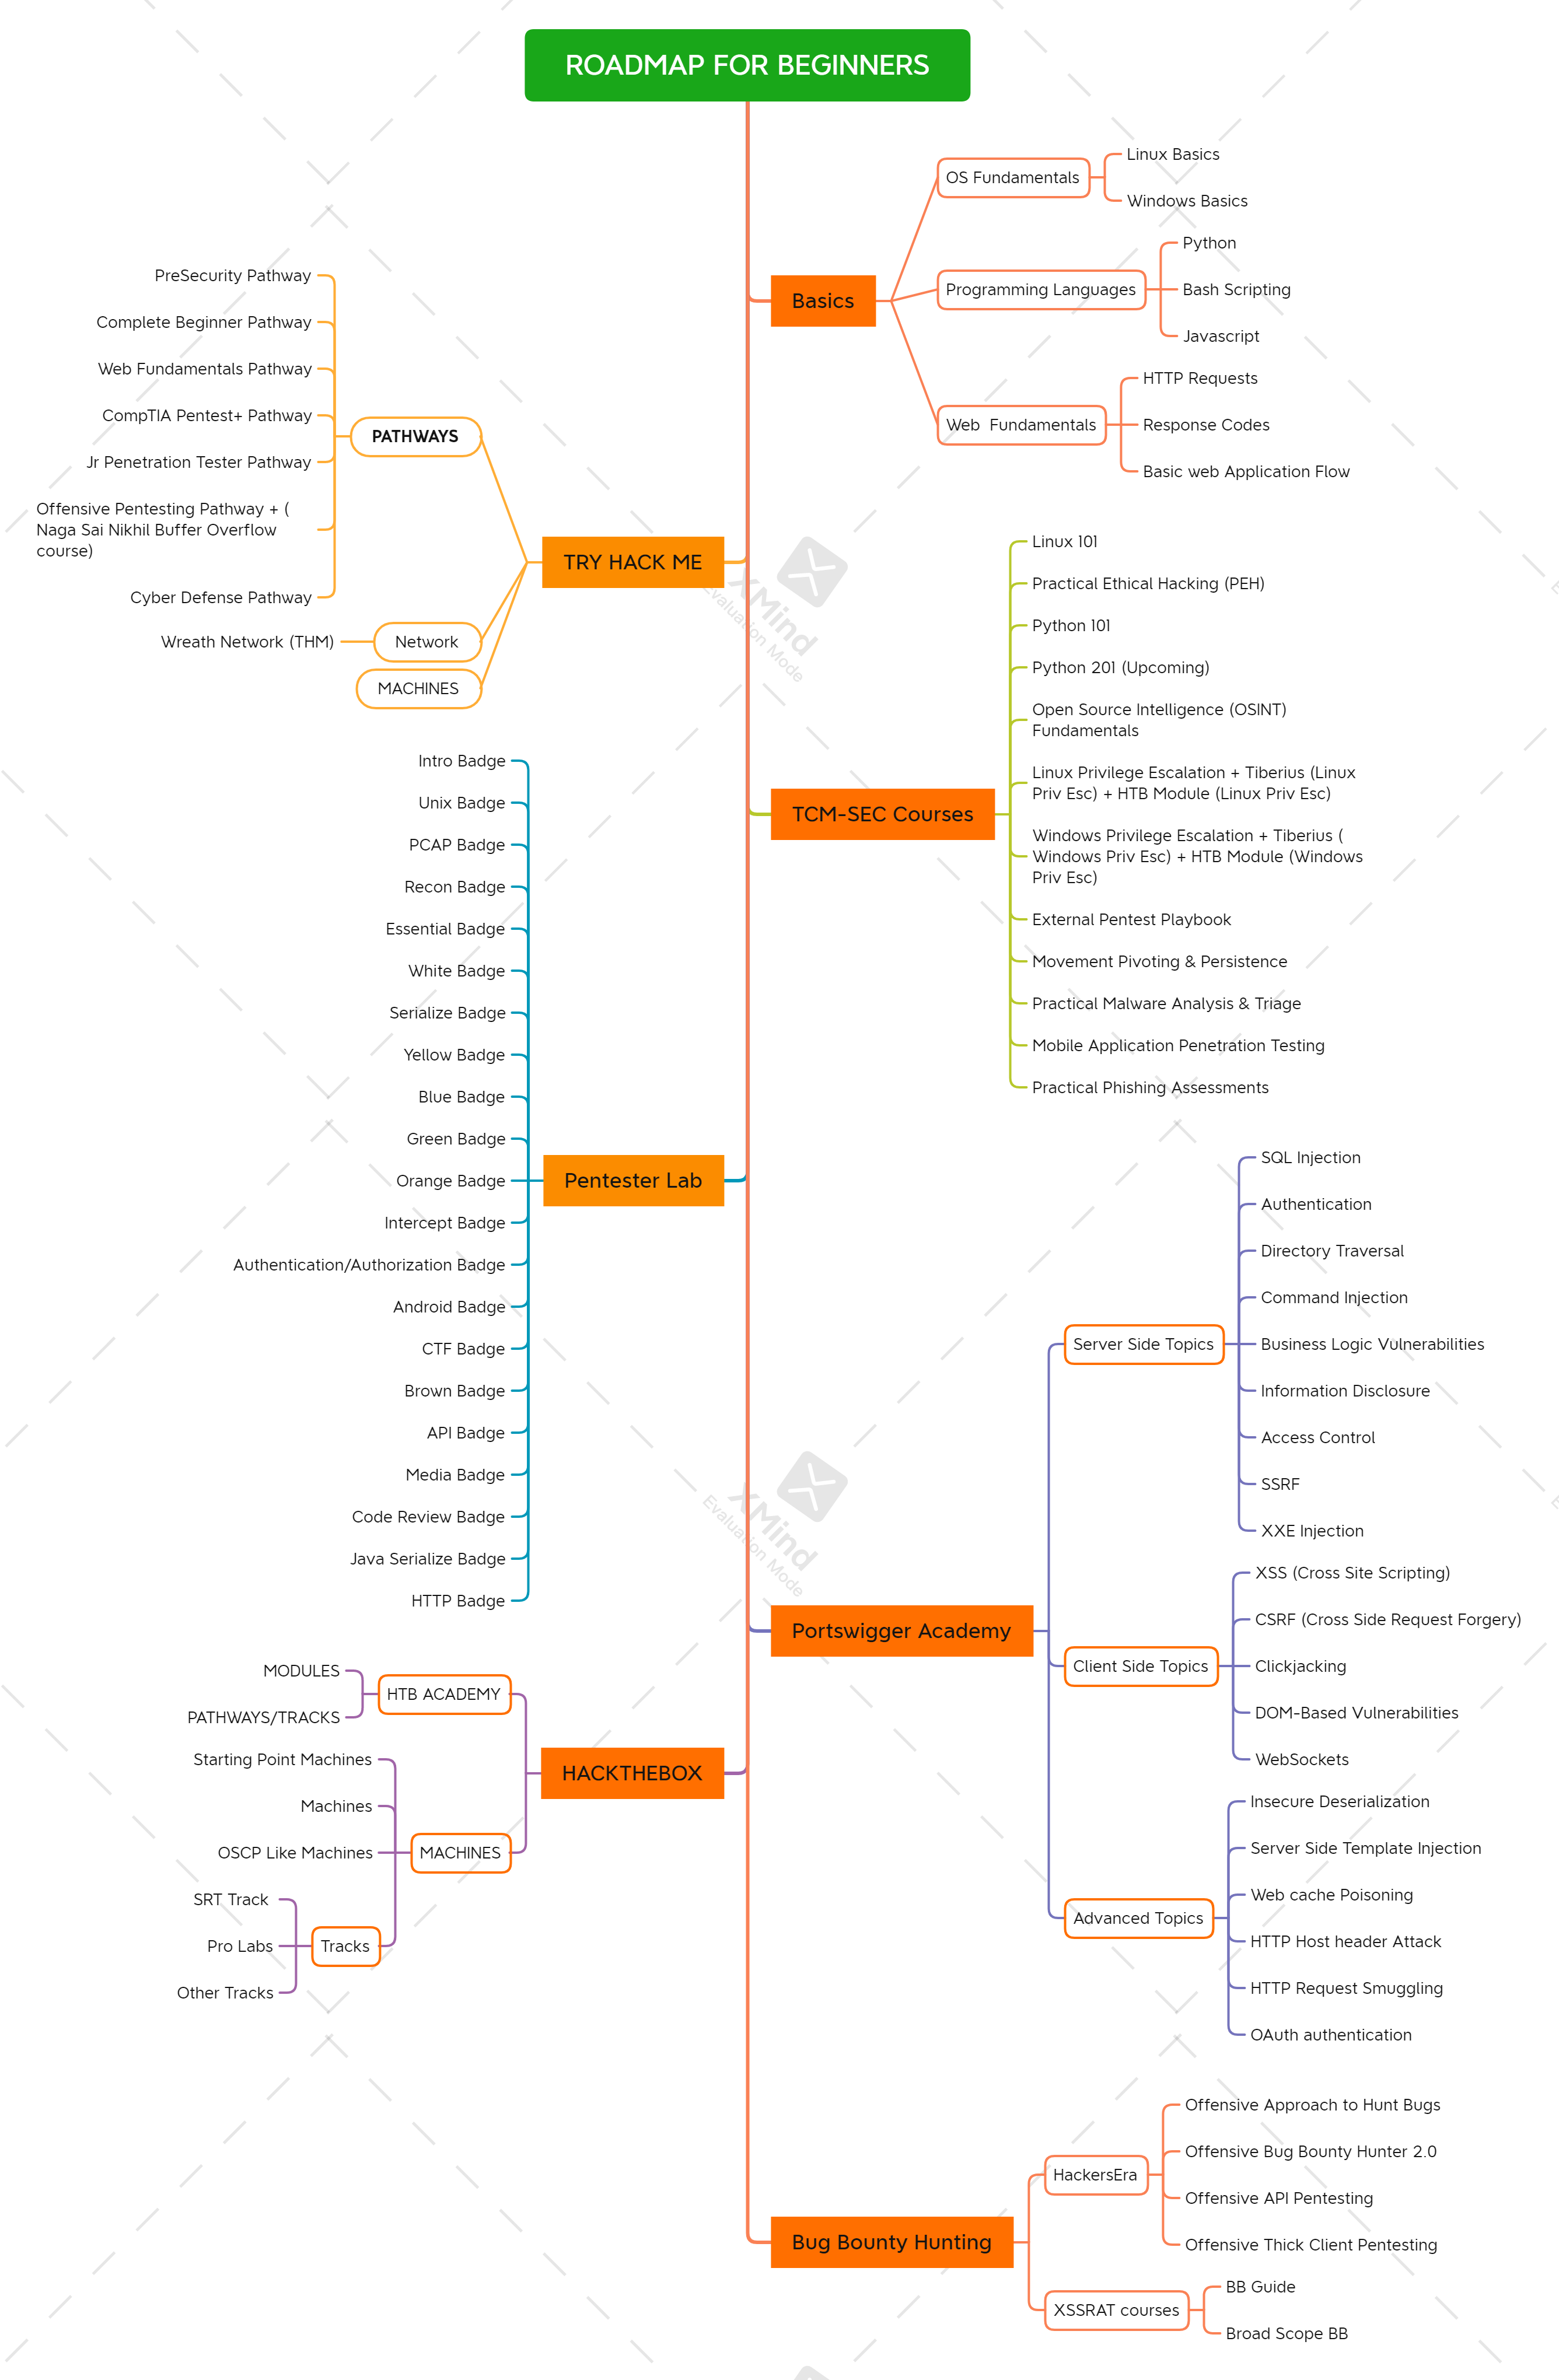 ROADMAP FOR BEGINNERS
Basics
OS Fundamentals
Linux Basics
Windows Basics
Programming Languages
Python
Bash Scripting
Javascript
Web  Fundamentals
HTTP Requests
Response Codes
Basic web Application Flow
TRY HACK ME
PATHWAYS
PreSecurity Pathway
Complete Beginner Pathway
Web Fundamentals Pathway
CompTIA Pentest+ Pathway
Jr Penetration Tester Pathway
Offensive Pentesting Pathway + (
Naga Sai Nikhil Buffer Overflow
course)
Cyber Defense Pathway
Network
Wreath Network (THM)
MACHINES
TCM-SEC Courses
Linux 101
Practical Ethical Hacking (PEH)
Python 101
Python 201 (Upcoming)
Open Source Intelligence (OSINT)
Fundamentals
Linux Privilege Escalation + Tiberius (Linux
Priv Esc) + HTB Module (Linux Priv Esc)
Windows Privilege Escalation + Tiberius (
Windows Priv Esc) + HTB Module (Windows
Priv Esc)
External Pentest Playbook
Movement Pivoting & Persistence
Practical Malware Analysis & Triage
Mobile Application Penetration Testing
Practical Phishing Assessments
Pentester Lab
Intro Badge
Unix Badge
PCAP Badge
Recon Badge
Essential Badge
White Badge
Serialize Badge
Yellow Badge
Blue Badge
Green Badge
Orange Badge
Intercept Badge
Authentication/Authorization Badge
Android Badge
CTF Badge
Brown Badge
API Badge
Media Badge
Code Review Badge
Java Serialize Badge
HTTP Badge
Portswigger Academy
Server Side Topics
SQL Injection
Authentication
Directory Traversal
Command Injection
Business Logic Vulnerabilities
Information Disclosure
Access Control
SSRF
XXE Injection
Client Side Topics
XSS (Cross Site Scripting)
CSRF (Cross Side Request Forgery)
Clickjacking
DOM-Based Vulnerabilities
WebSockets
Advanced Topics
Insecure Deserialization
Server Side Template Injection
Web cache Poisoning
HTTP Host header Attack
HTTP Request Smuggling
OAuth authentication
HACKTHEBOX
HTB ACADEMY
MODULES
PATHWAYS/TRACKS
MACHINES
Starting Point Machines
Machines
OSCP Like Machines
Tracks
SRT Track
Pro Labs
Other Tracks
Bug Bounty Hunting
HackersEra
Offensive Approach to Hunt Bugs
Offensive Bug Bounty Hunter 2.0
Offensive API Pentesting
Offensive Thick Client Pentesting
XSSRAT courses
BB Guide
Broad Scope BB
XMind
Evaluation Mode
XMind
Evaluation Mode